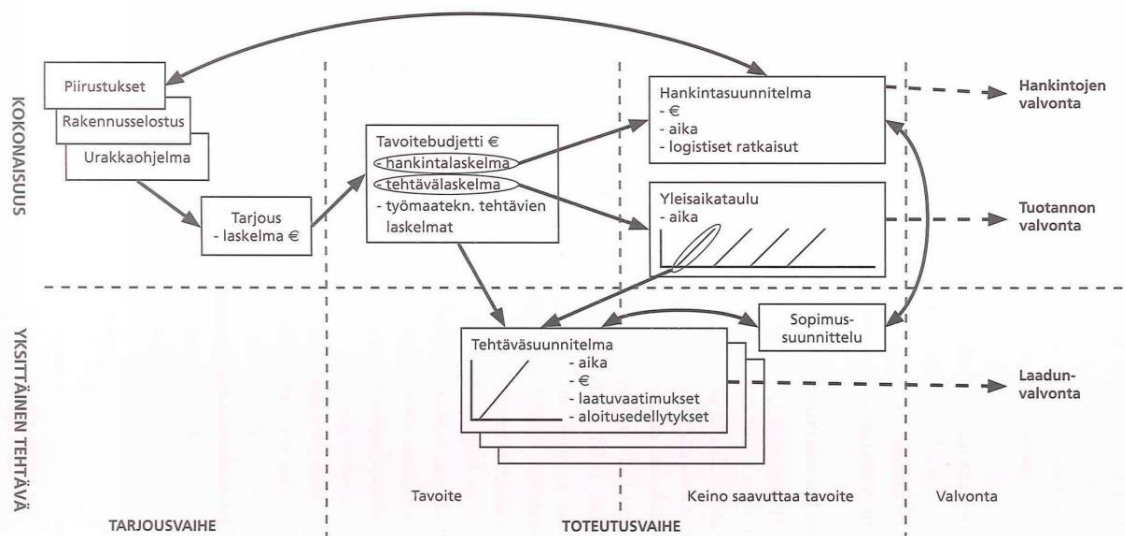 KOKONAISUUS
Piirustukset
Rakennusselostus
Urakkaohjelma
Tarjous
- laskelma €
Tavoitebudjetti €
- hankintalaskelma
- tehtävälaskelma
- työmaatekn. tehtävien
laskelmat
Hankintasuunnitelma
- €
- aika
- logistiset ratkaisut
Yleisaikataulu
- aika
Hankintojen
valvonta
Tuotannon
valvonta
YKSITTÄINEN TEHTÄVÄ
Tehtäväsuunnitelma
- aika
- €
- laatuvaatimukset
- aloitusedellytykset
Sopimus-
suunnittelu
Laadun-
valvonta
Tavoite
Keino saavuttaa tavoite
Valvonta
TARJOUSVAIHE
TOTEUTUSVAIHE